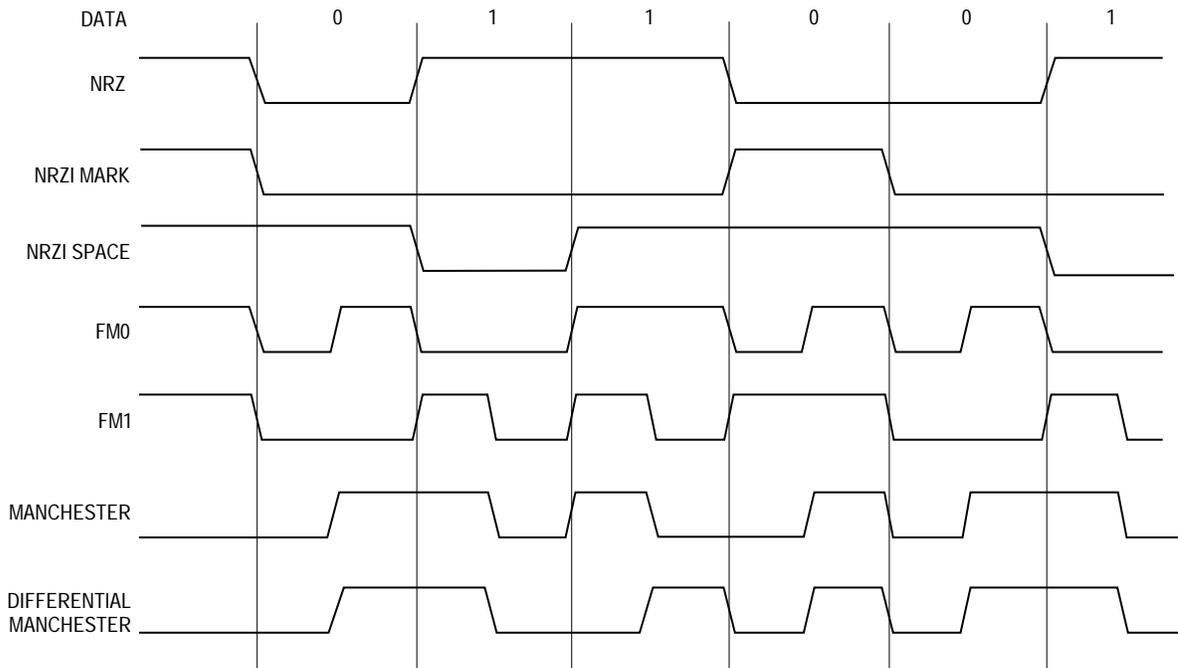 DATA 0 1 1 0 0 1
NRZ
NRZI MARK
NRZI SPACE
FM0
FM1
MANCHESTER
DIFFERENTIAL
MANCHESTER